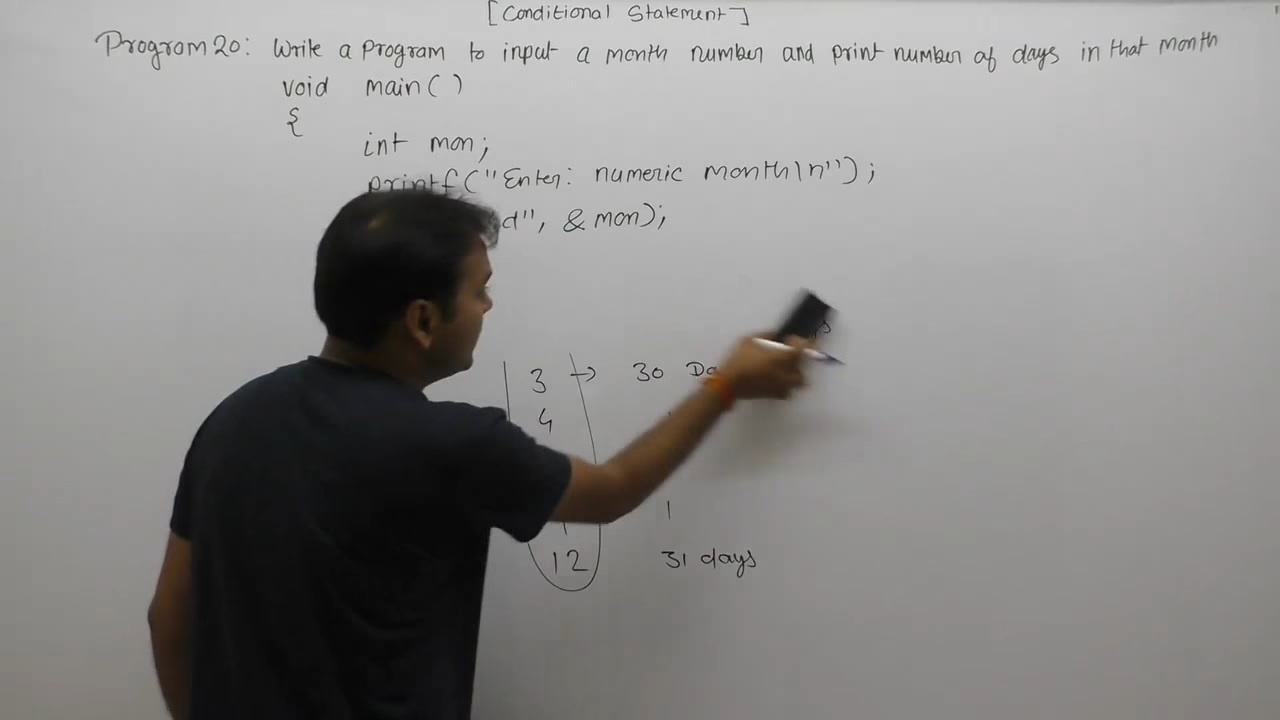 [Conditional Statement]
Program 20: Write a program to input a month number and print number of days in that month
void main()
{
int mon;
printf("Enter: numeric month\n");
d", &mon);
3 → 30 Da
4
12 31 days